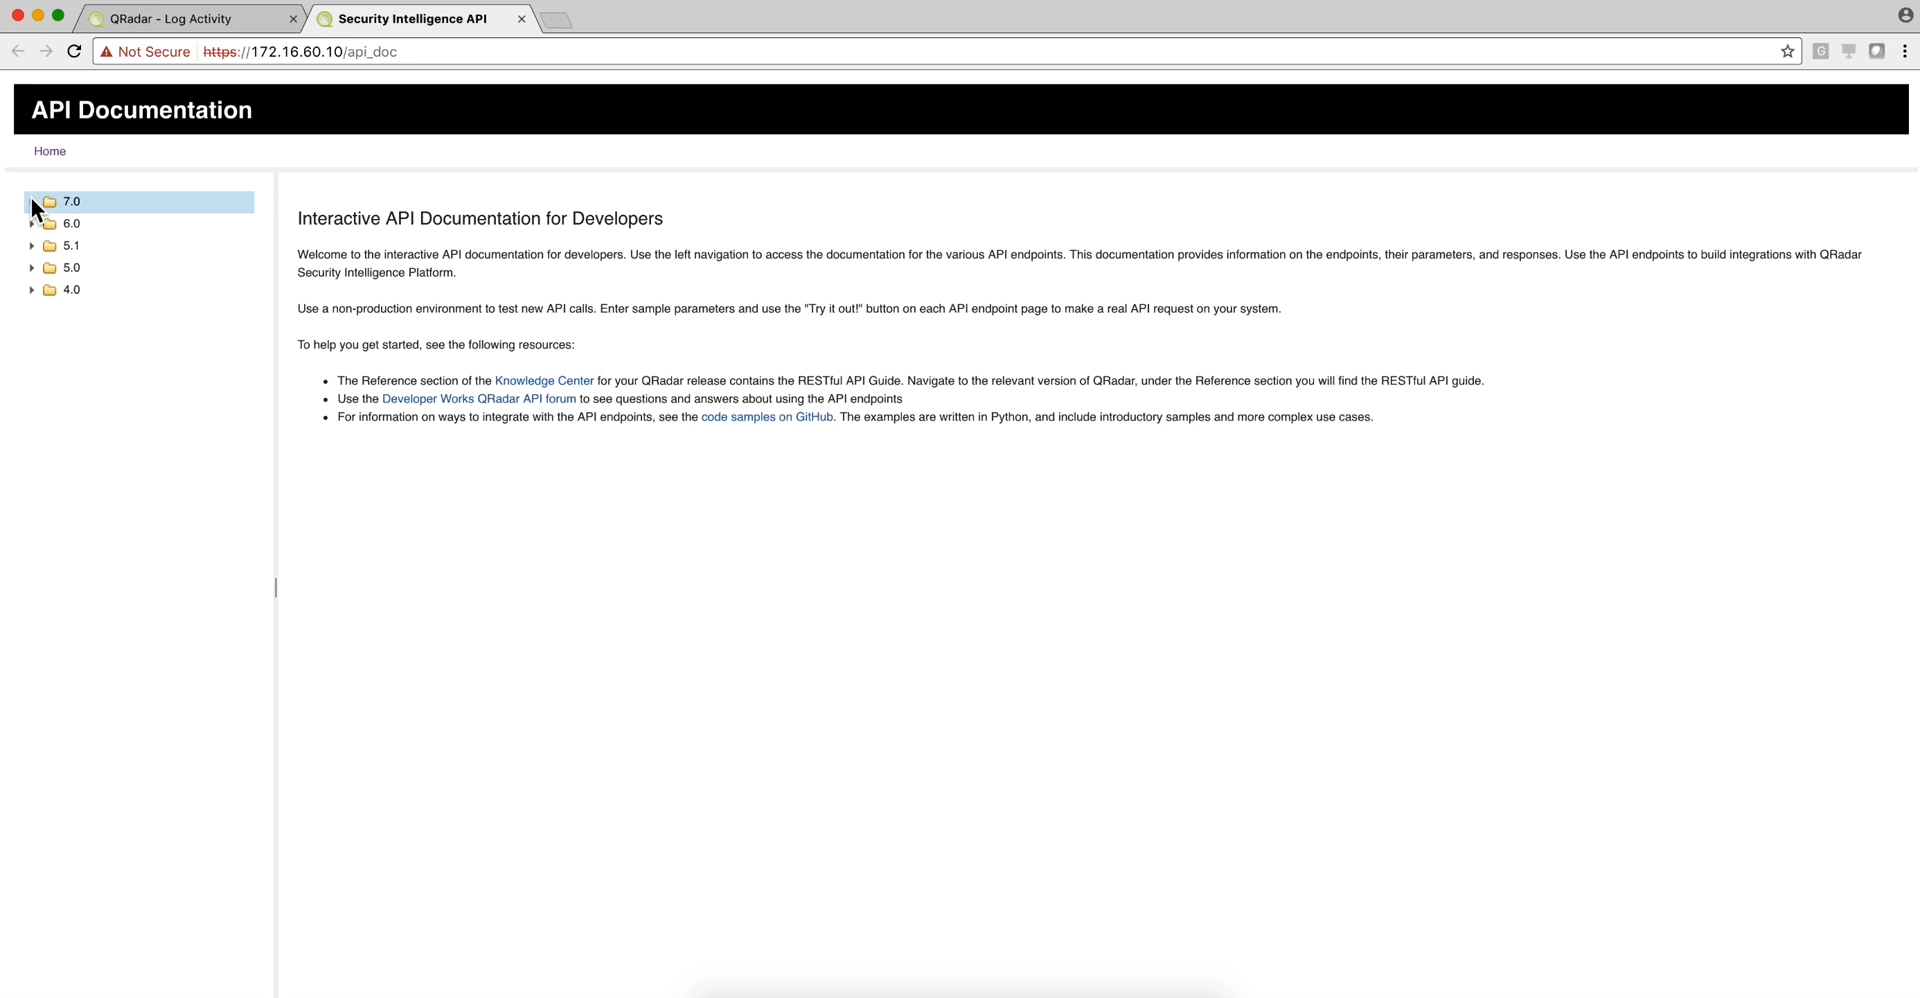 QRadar - Log Activity
Security Intelligence API
Not Secure https://172.16.60.10/api_doc
G
API Documentation
Home
7.0
6.0
5.1
5.0
4.0
Interactive API Documentation for Developers
Welcome to the interactive API documentation for developers. Use the left navigation to access the documentation for the various API endpoints. This documentation provides information on the endpoints, their parameters, and responses. Use the API endpoints to build integrations with QRadar
Security Intelligence Platform.
Use a non-production environment to test new API calls. Enter sample parameters and use the "Try it out!" button on each API endpoint page to make a real API request on your system.
To help you get started, see the following resources:
• The Reference section of the Knowledge Center for your QRadar release contains the RESTful API Guide. Navigate to the relevant version of QRadar, under the Reference section you will find the RESTful API guide.
• Use the Developer Works QRadar API forum to see questions and answers about using the API endpoints
• For information on ways to integrate with the API endpoints, see the code samples on GitHub. The examples are written in Python, and include introductory samples and more complex use cases.